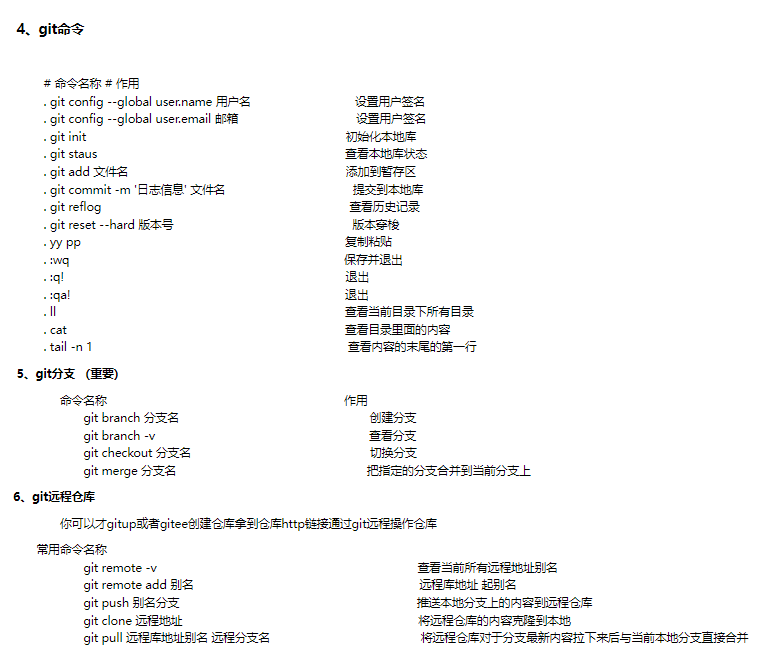 4、git命令
# 命令名称 # 作用
. git config --global user.name 用户名 设置用户签名
. git config --global user.email 邮箱 设置用户签名
. git init 初始化本地库
. git staus 查看本地库状态
. git add 文件名 添加到暂存区
. git commit -m '日志信息' 文件名 提交到本地库
. git reflog 查看历史记录
. git reset --hard 版本号 版本穿梭
. yy pp 复制粘贴
. :wq 保存并退出
. :q! 退出
. :qa! 退出
. ll 查看当前目录下所有目录
. cat 查看目录里面的内容
. tail -n 1 查看内容的末尾的第一行
5、git分支 (重要)
命令名称 作用
git branch 分支名 创建分支
git branch -v 查看分支
git checkout 分支名 切换分支
git merge 分支名 把指定的分支合并到当前分支上
6、git远程仓库
你可以才gitup或者gitee创建仓库拿到仓库http链接通过git远程操作仓库
常用命令名称
git remote -v 查看当前所有远程地址别名
git remote add 别名 远程库地址 起别名
git push 别名分支 推送本地分支上的内容到远程仓库
git clone 远程地址 将远程仓库的内容克隆到本地
git pull 远程库地址别名 远程分支名 将远程仓库对于分支最新内容拉下来后与当前本地分支直接合并